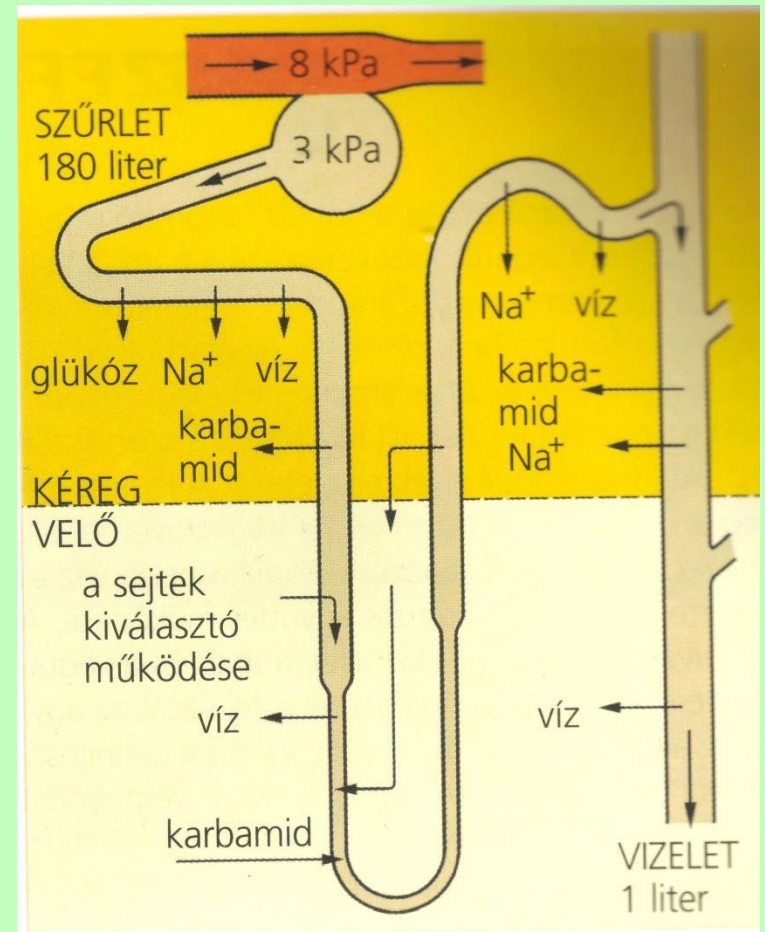 8 kPa
SZŰRLET
180 liter
3 kPa
glükóz Na⁺ víz
Na⁺ víz
karba-
mid
karba-
mid
Na⁺
KÉREG
VELŐ
a sejtek
kiválasztó
működése
víz
víz
karbamid
VIZELET
1 liter